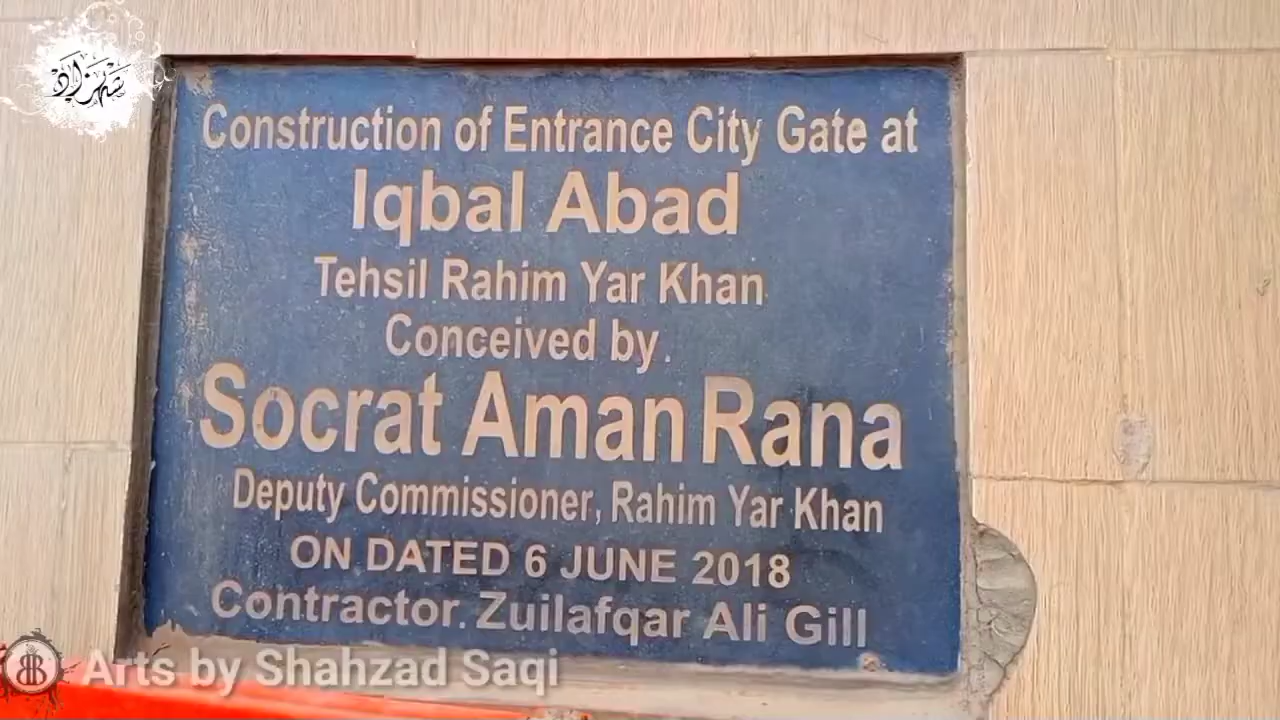 شہرزاد
Construction of Entrance City Gate at
Iqbal Abad
Tehsil Rahim Yar Khan
Conceived by.
Socrat Aman Rana
Deputy Commissioner, Rahim Yar Khan
ON DATED 6 JUNE 2018
Contractor. Zuilafqar Ali Gill
Arts by Shahzad Saqi